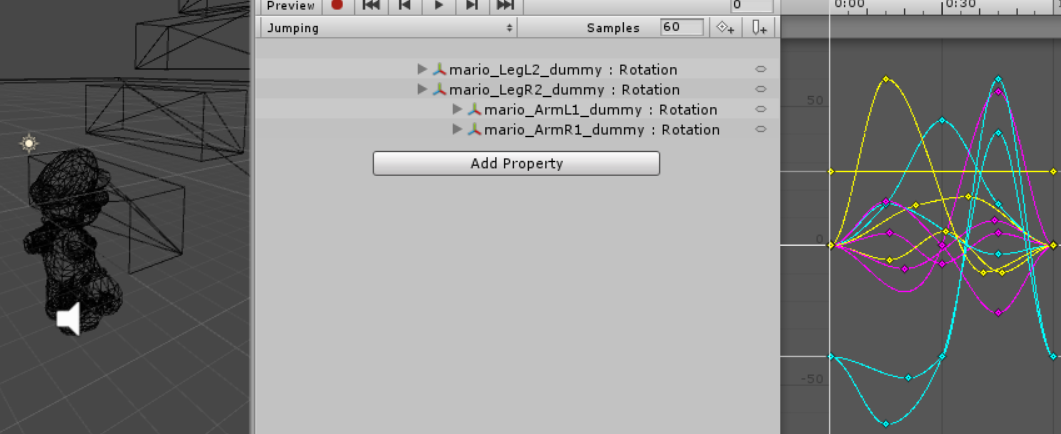 Preview 0 0:00 0:30
Jumping Samples 60
mario_LegL2_dummy : Rotation
mario_LegR2_dummy : Rotation
mario_ArmL1_dummy : Rotation
mario_ArmR1_dummy : Rotation
Add Property
50
0
-50